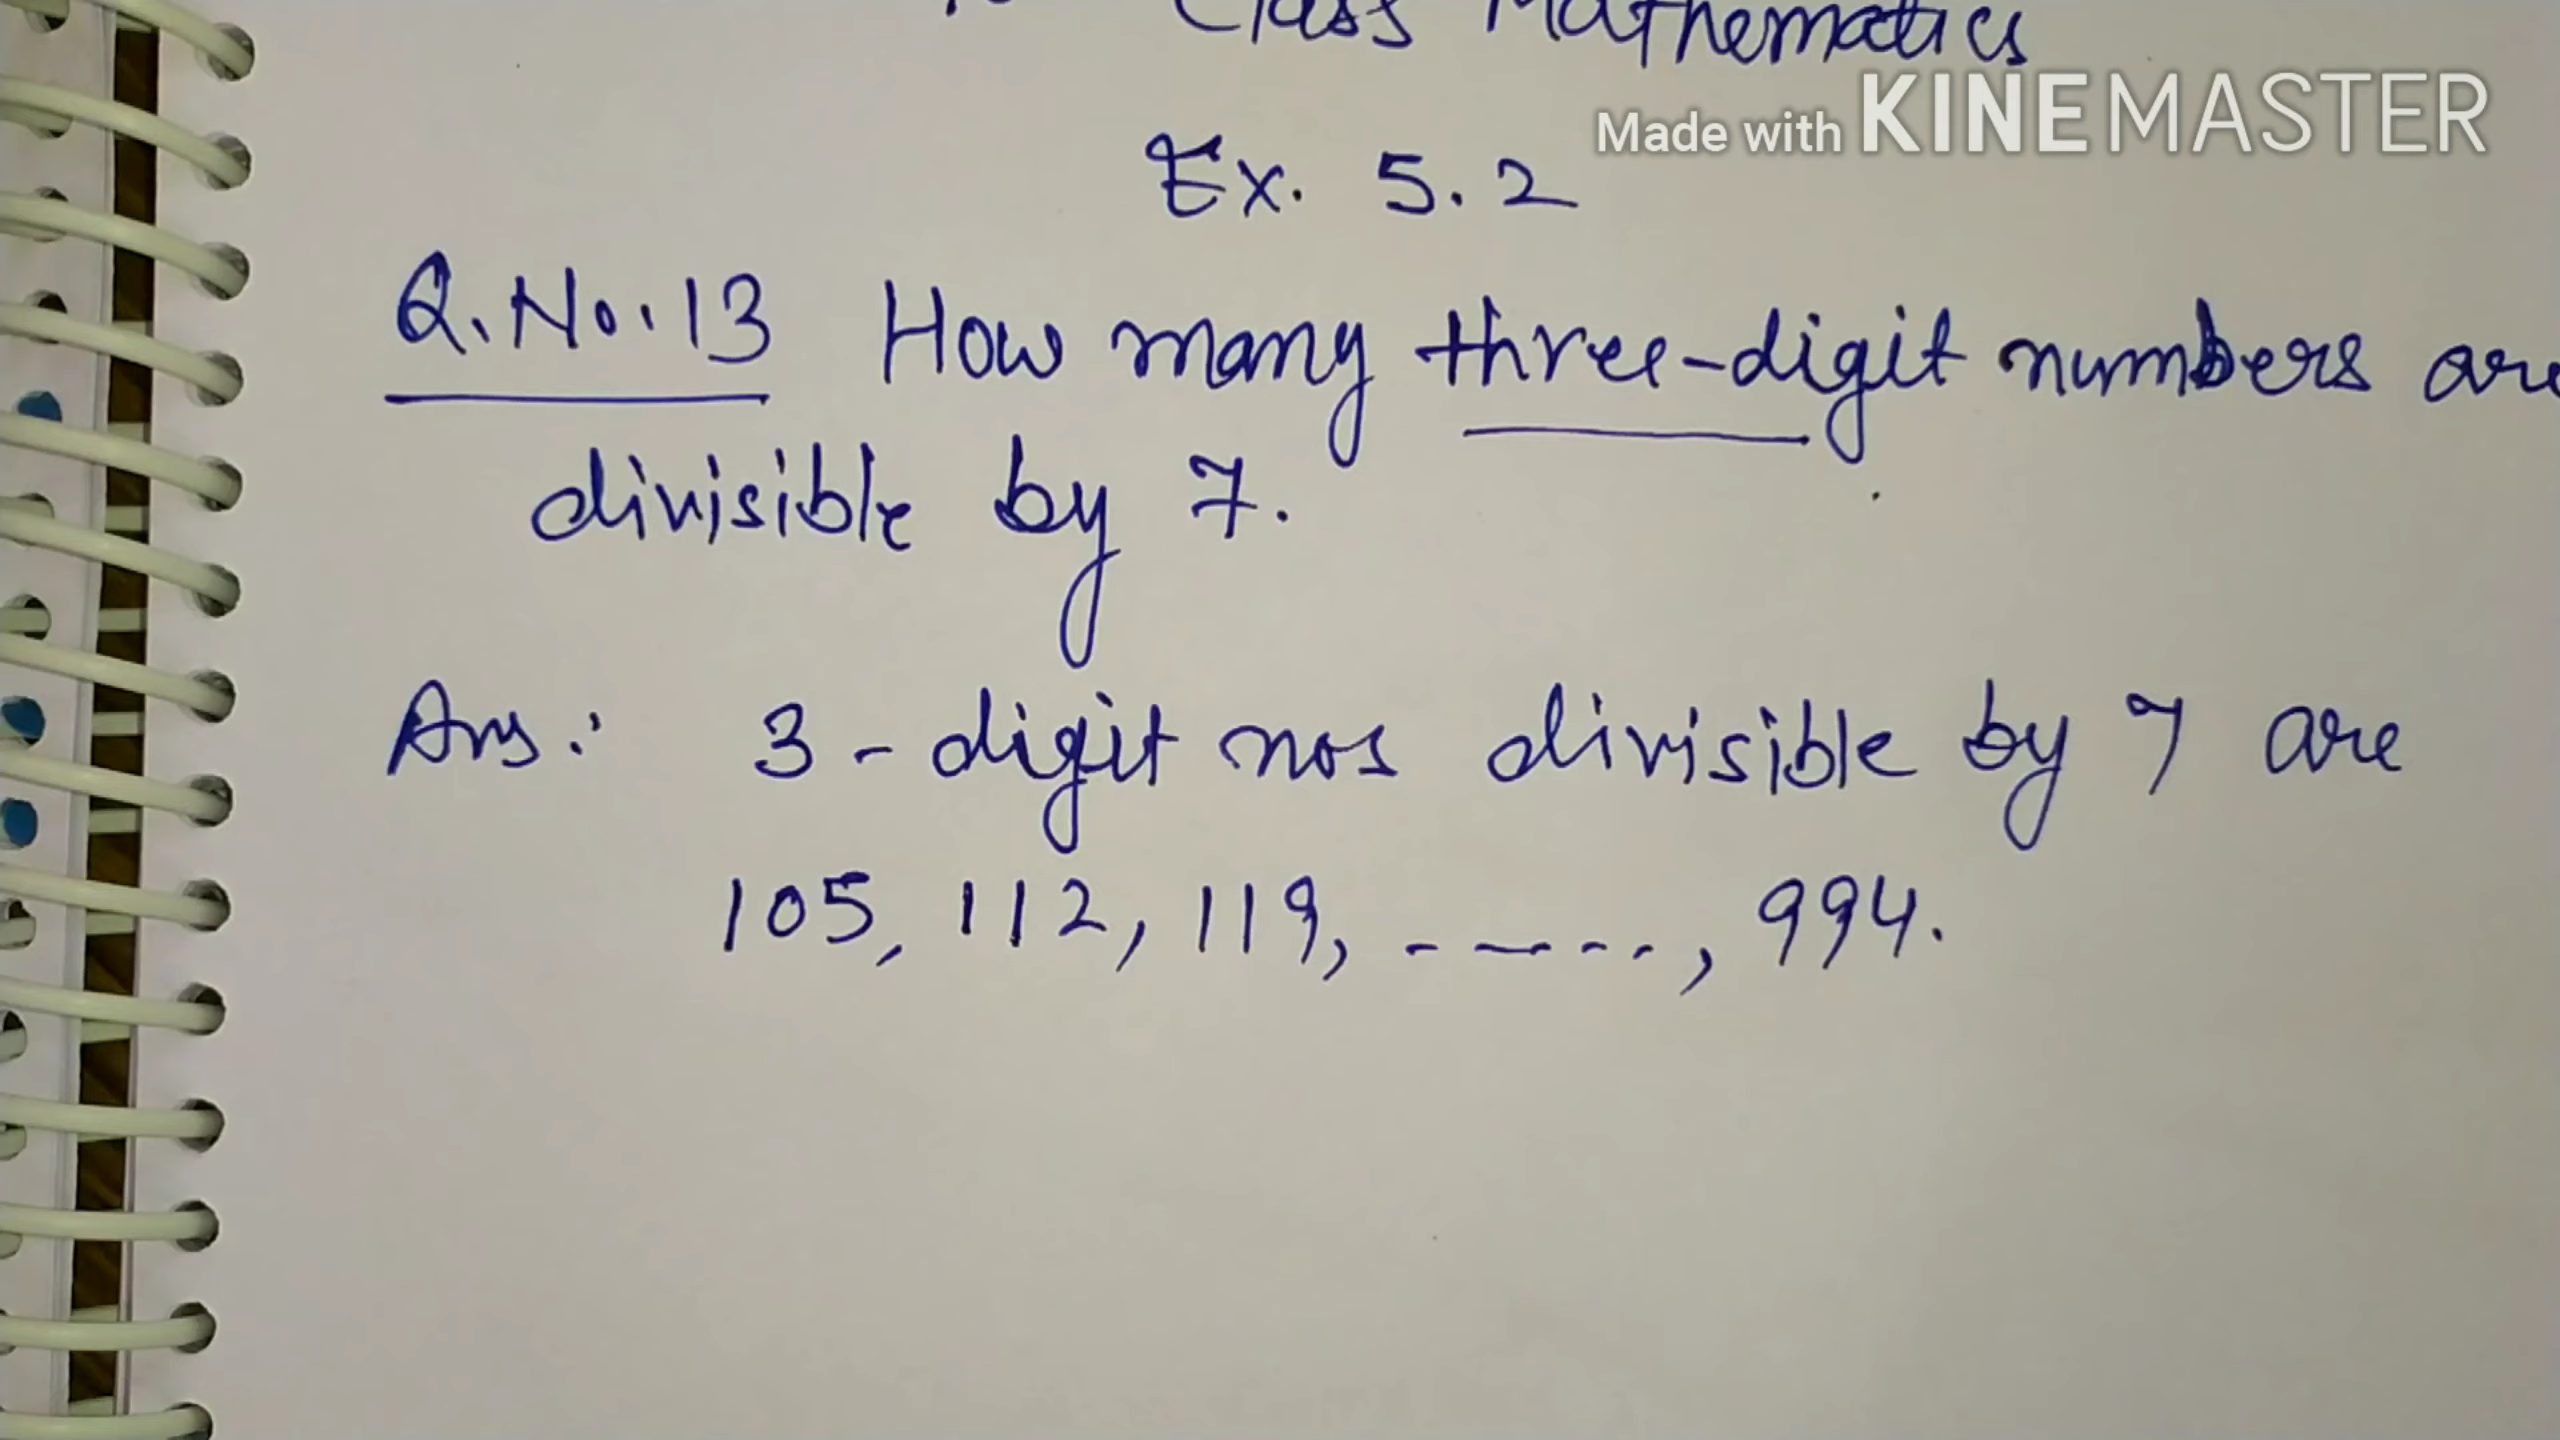 Class Mathematics
Made with KINEMASTER
Ex. 5.2
Q.No.13 How many three-digit numbers are
divisible by 7.
Ans: 3-digit nos divisible by 7 are
105, 112, 119, - - - - -, 994.